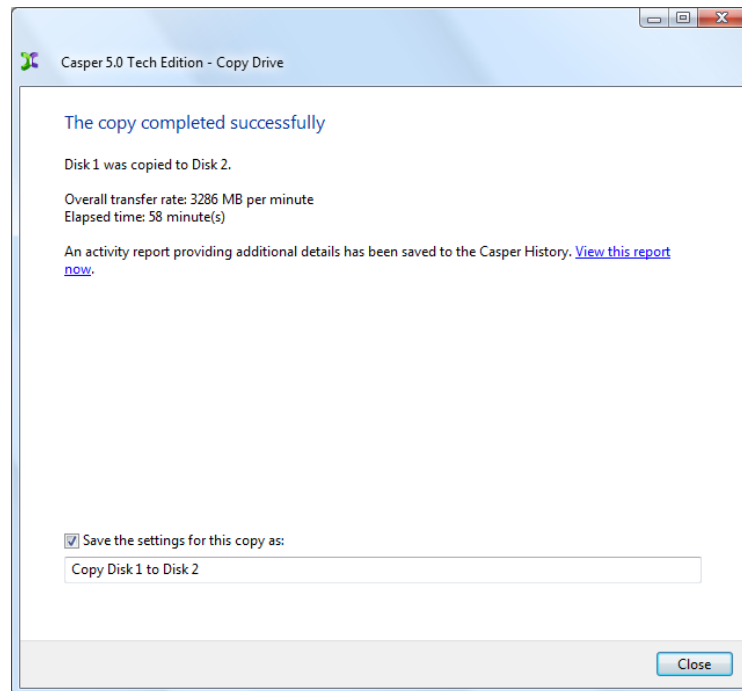 Casper 5.0 Tech Edition - Copy Drive
The copy completed successfully
Disk 1 was copied to Disk 2.
Overall transfer rate: 3286 MB per minute
Elapsed time: 58 minute(s)
An activity report providing additional details has been saved to the Casper History. View this report
now.
Save the settings for this copy as:
Copy Disk 1 to Disk 2
Close